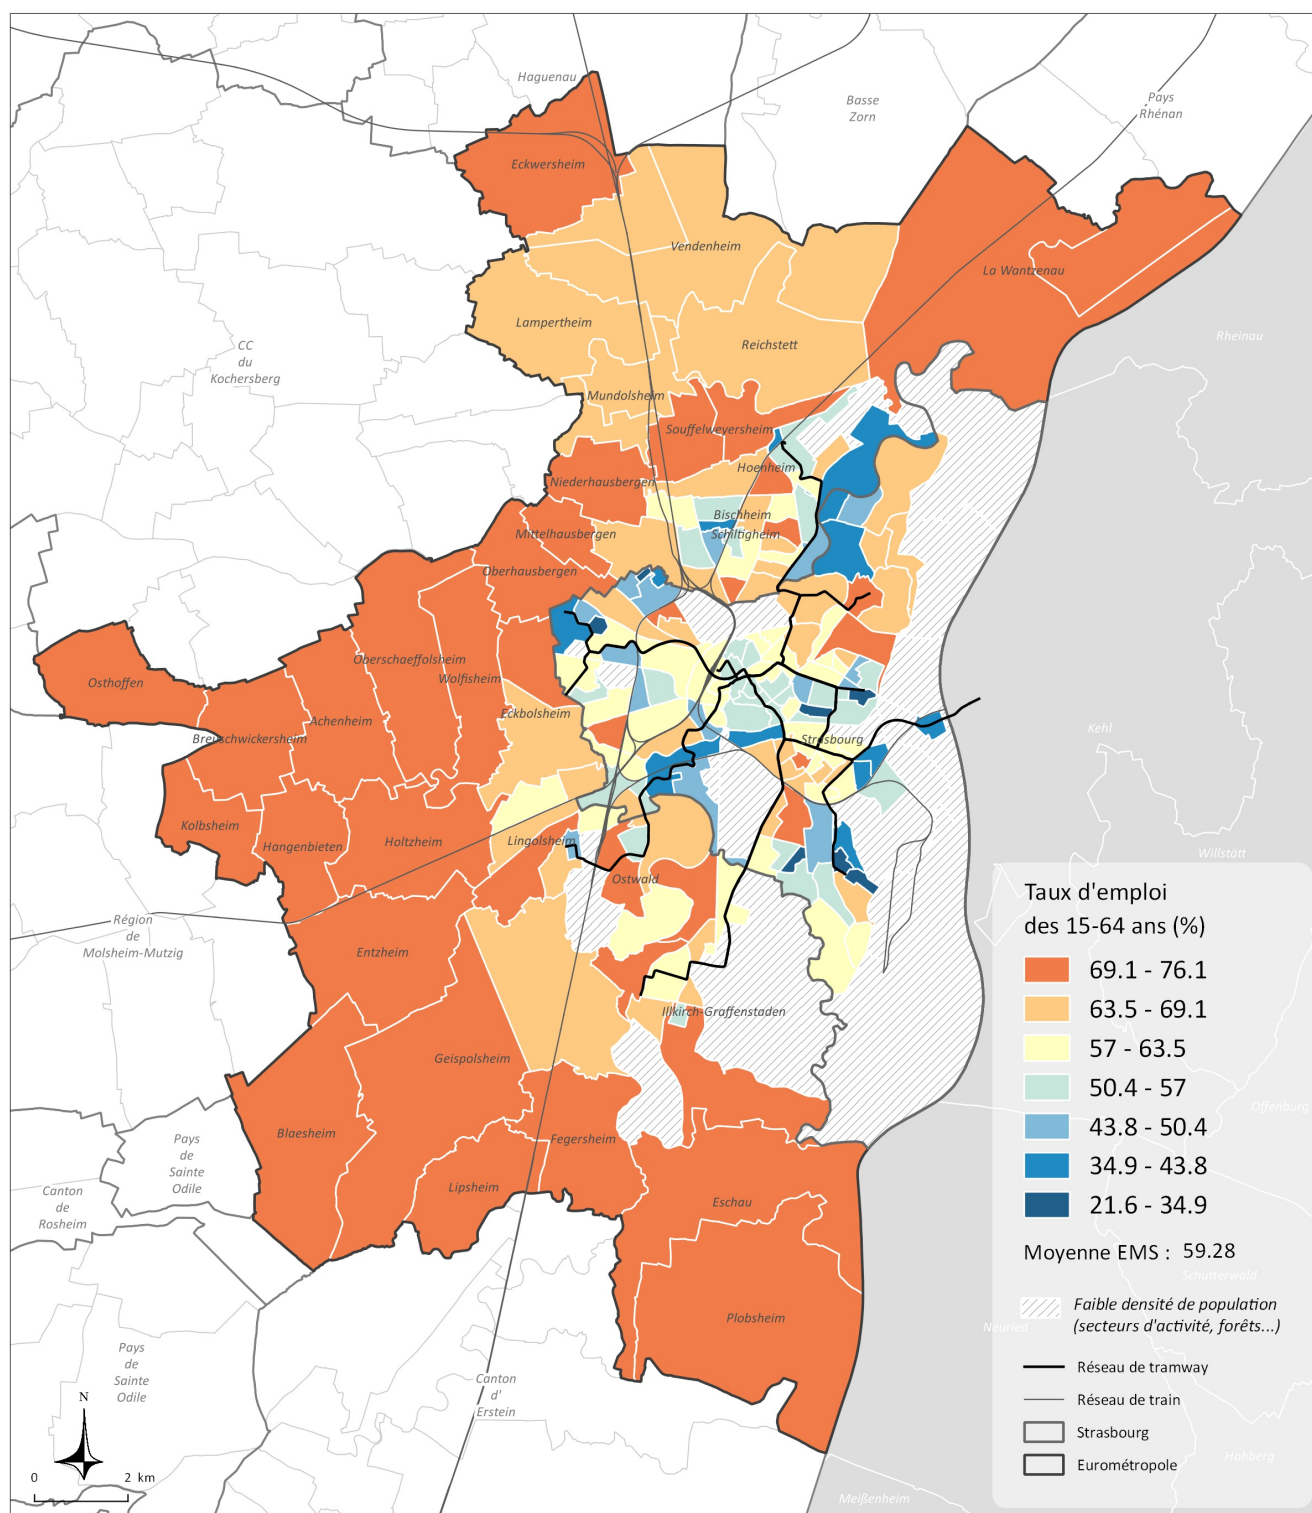 Haguenau
Basse
Zorn
Pays
Rhénan
Eckwersheim
Vendenheim
La Wantzenau
Lampertheim
Reichstett
Rheinau
CC
du
Kochersberg
Mundolsheim
Souffelweyersheim
Hoenheim
Niederhausbergen
Bischheim
Schiltigheim
Mittelhausbergen
Oberhausbergen
Oberschaeffolsheim
Wolfisheim
Osthoffen
Achenheim
Eckbolsheim
Breuschwickersheim
Strasbourg
Kehl
Kolbsheim
Hangenbieten
Holtzheim
Lingolsheim
Ostwald
Willstätt
Région
de
Molsheim-Mutzig
Entzheim
Illkirch-Graffenstaden
Geispolsheim
Offenburg
Blaesheim
Fegersheim
Pays
de
Sainte
Odile
Lipsheim
Eschau
Canton
de
Rosheim
Plobsheim
Pays
de
Sainte
Odile
Canton
d'
Erstein
Schutterwald
Neuried
Hohberg
Meißenheim
Taux d'emploi
des 15-64 ans (%)
69.1 - 76.1
63.5 - 69.1
57 - 63.5
50.4 - 57
43.8 - 50.4
34.9 - 43.8
21.6 - 34.9
Moyenne EMS : 59.28
Faible densité de population
(secteurs d'activité, forêts...)
Réseau de tramway
Réseau de train
Strasbourg
Eurométropole
N
0 2 km